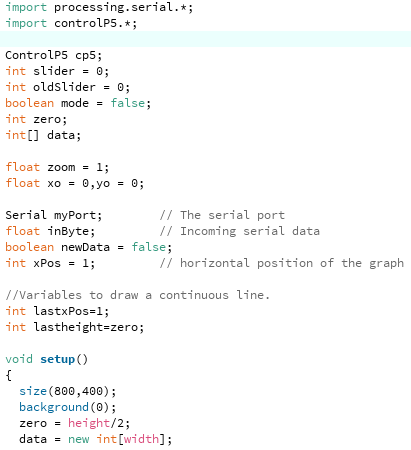 import processing.serial.*;
import controlP5.*;

ControlP5 cp5;
int slider = 0;
int oldSlider = 0;
boolean mode = false;
int zero;
int[] data;

float zoom = 1;
float xo = 0,yo = 0;

Serial myPort;        // The serial port
float inByte;         // Incoming serial data
boolean newData = false;
int xPos = 1;         // horizontal position of the graph

//Variables to draw a continuous line.
int lastxPos=1;
int lastheight=zero;

void setup()
{
  size(800,400);
  background(0);
  zero = height/2;
  data = new int[width];